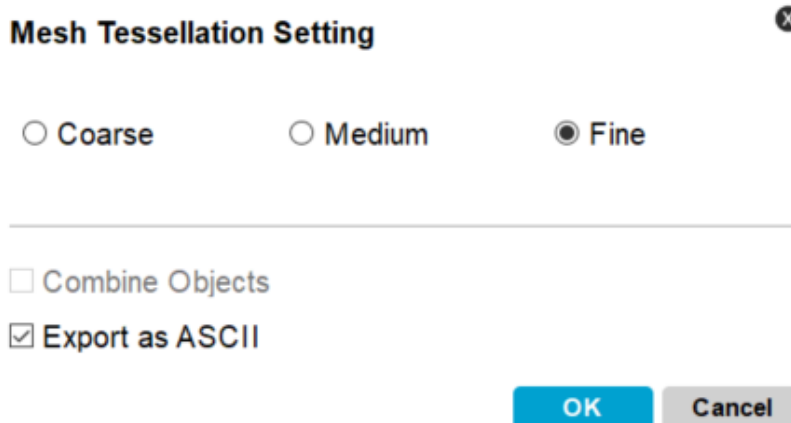 Mesh Tessellation Setting
Coarse Medium Fine
Combine Objects
Export as ASCII
OK Cancel